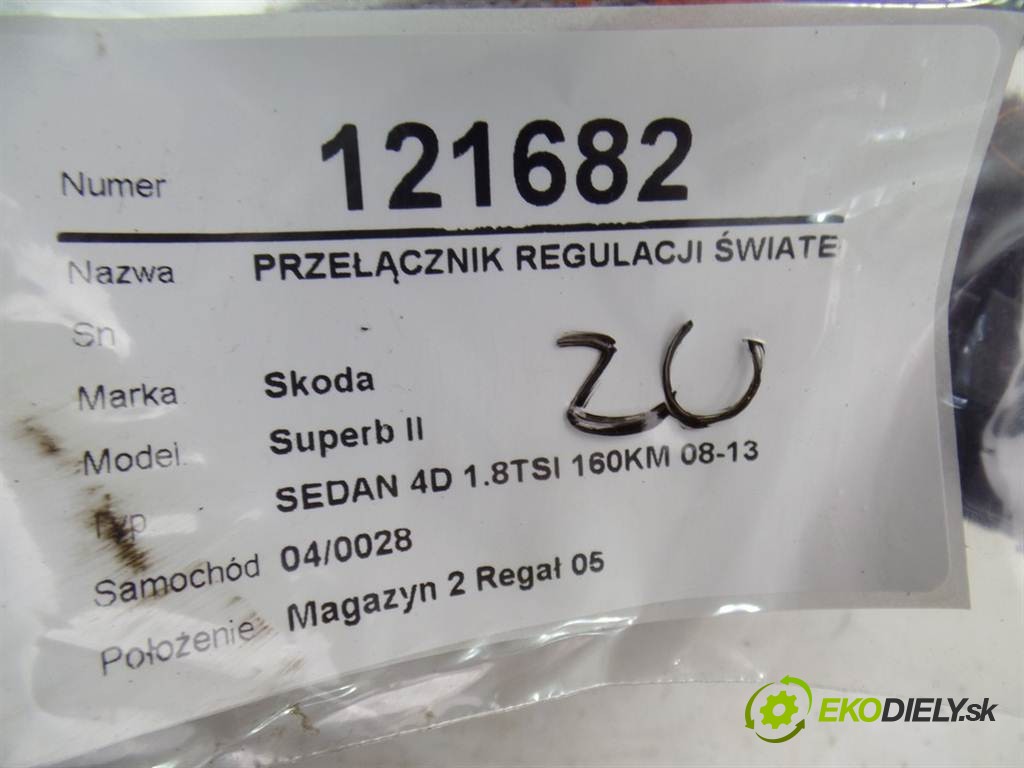 Numer 121682
Nazwa PRZEŁĄCZNIK REGULACJI ŚWIATE
Sn
Marka Skoda
Model Superb II
Typ SEDAN 4D 1.8TSI 160KM 08-13
Samochód 04/0028
Położenie Magazyn 2 Regał 05
EKODIELY.sk